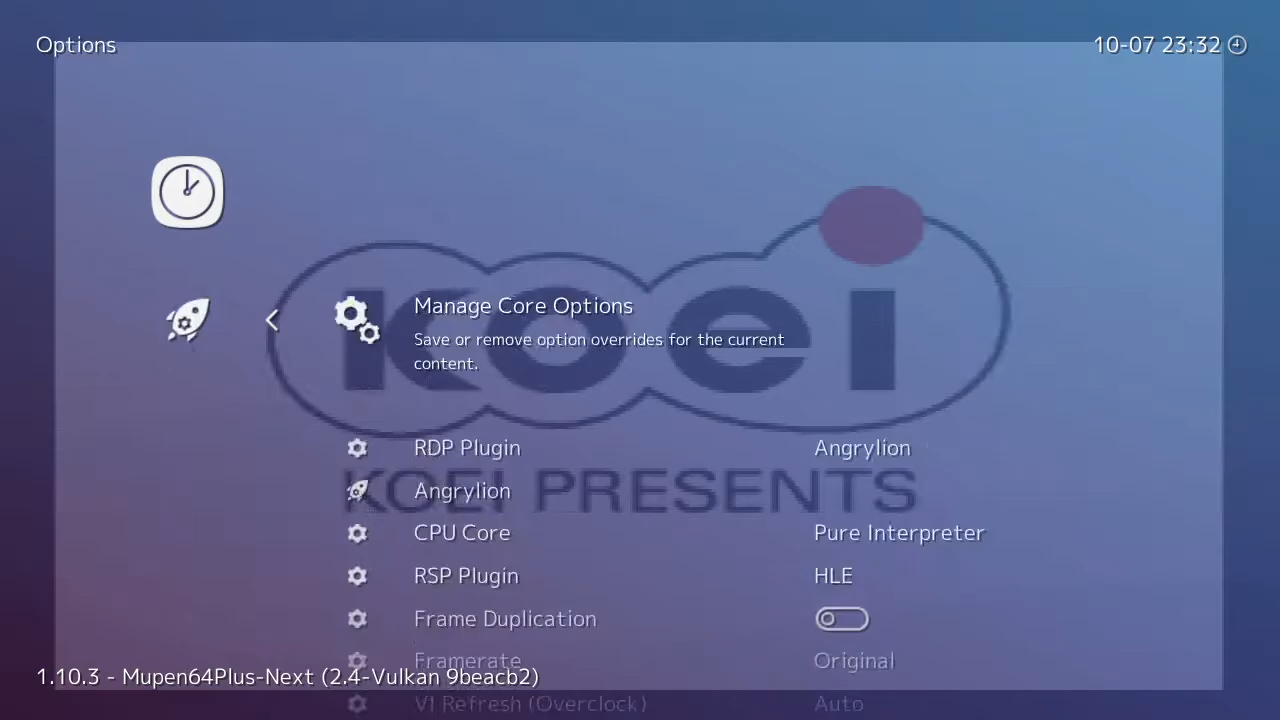 Options
10-07 23:32
koei
Manage Core Options
Save or remove option overrides for the current
content.
RDP Plugin Angrylion
Angrylion
KOEI PRESENTS
CPU Core Pure Interpreter
RSP Plugin HLE
Frame Duplication
Framerate Original
1.10.3 - Mupen64Plus-Next (2.4-Vulkan 9beacb2)
VI Refresh (Overclock) Auto